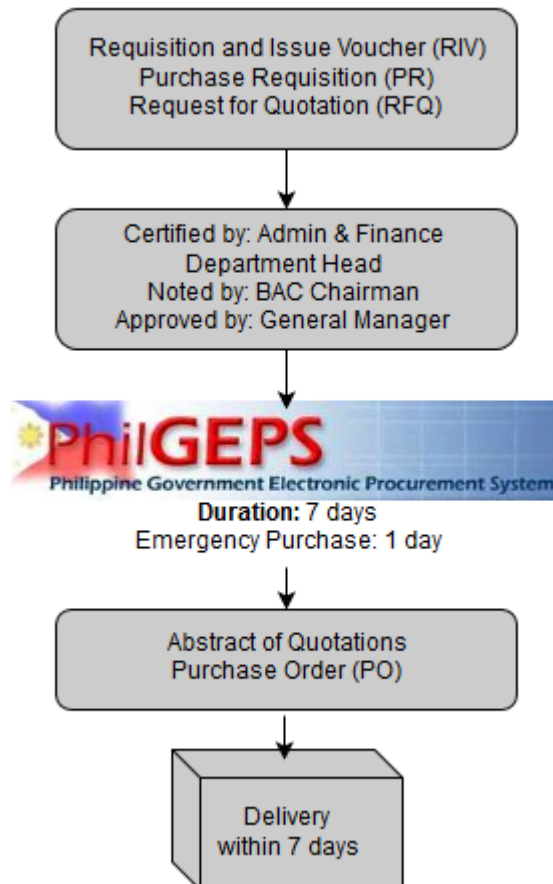 Requisition and Issue Voucher (RIV)
Purchase Requisition (PR)
Request for Quotation (RFQ)
Certified by: Admin & Finance
Department Head
Noted by: BAC Chairman
Approved by: General Manager
PhilGEPS
Philippine Government Electronic Procurement System
Duration: 7 days
Emergency Purchase: 1 day
Abstract of Quotations
Purchase Order (PO)
Delivery
within 7 days